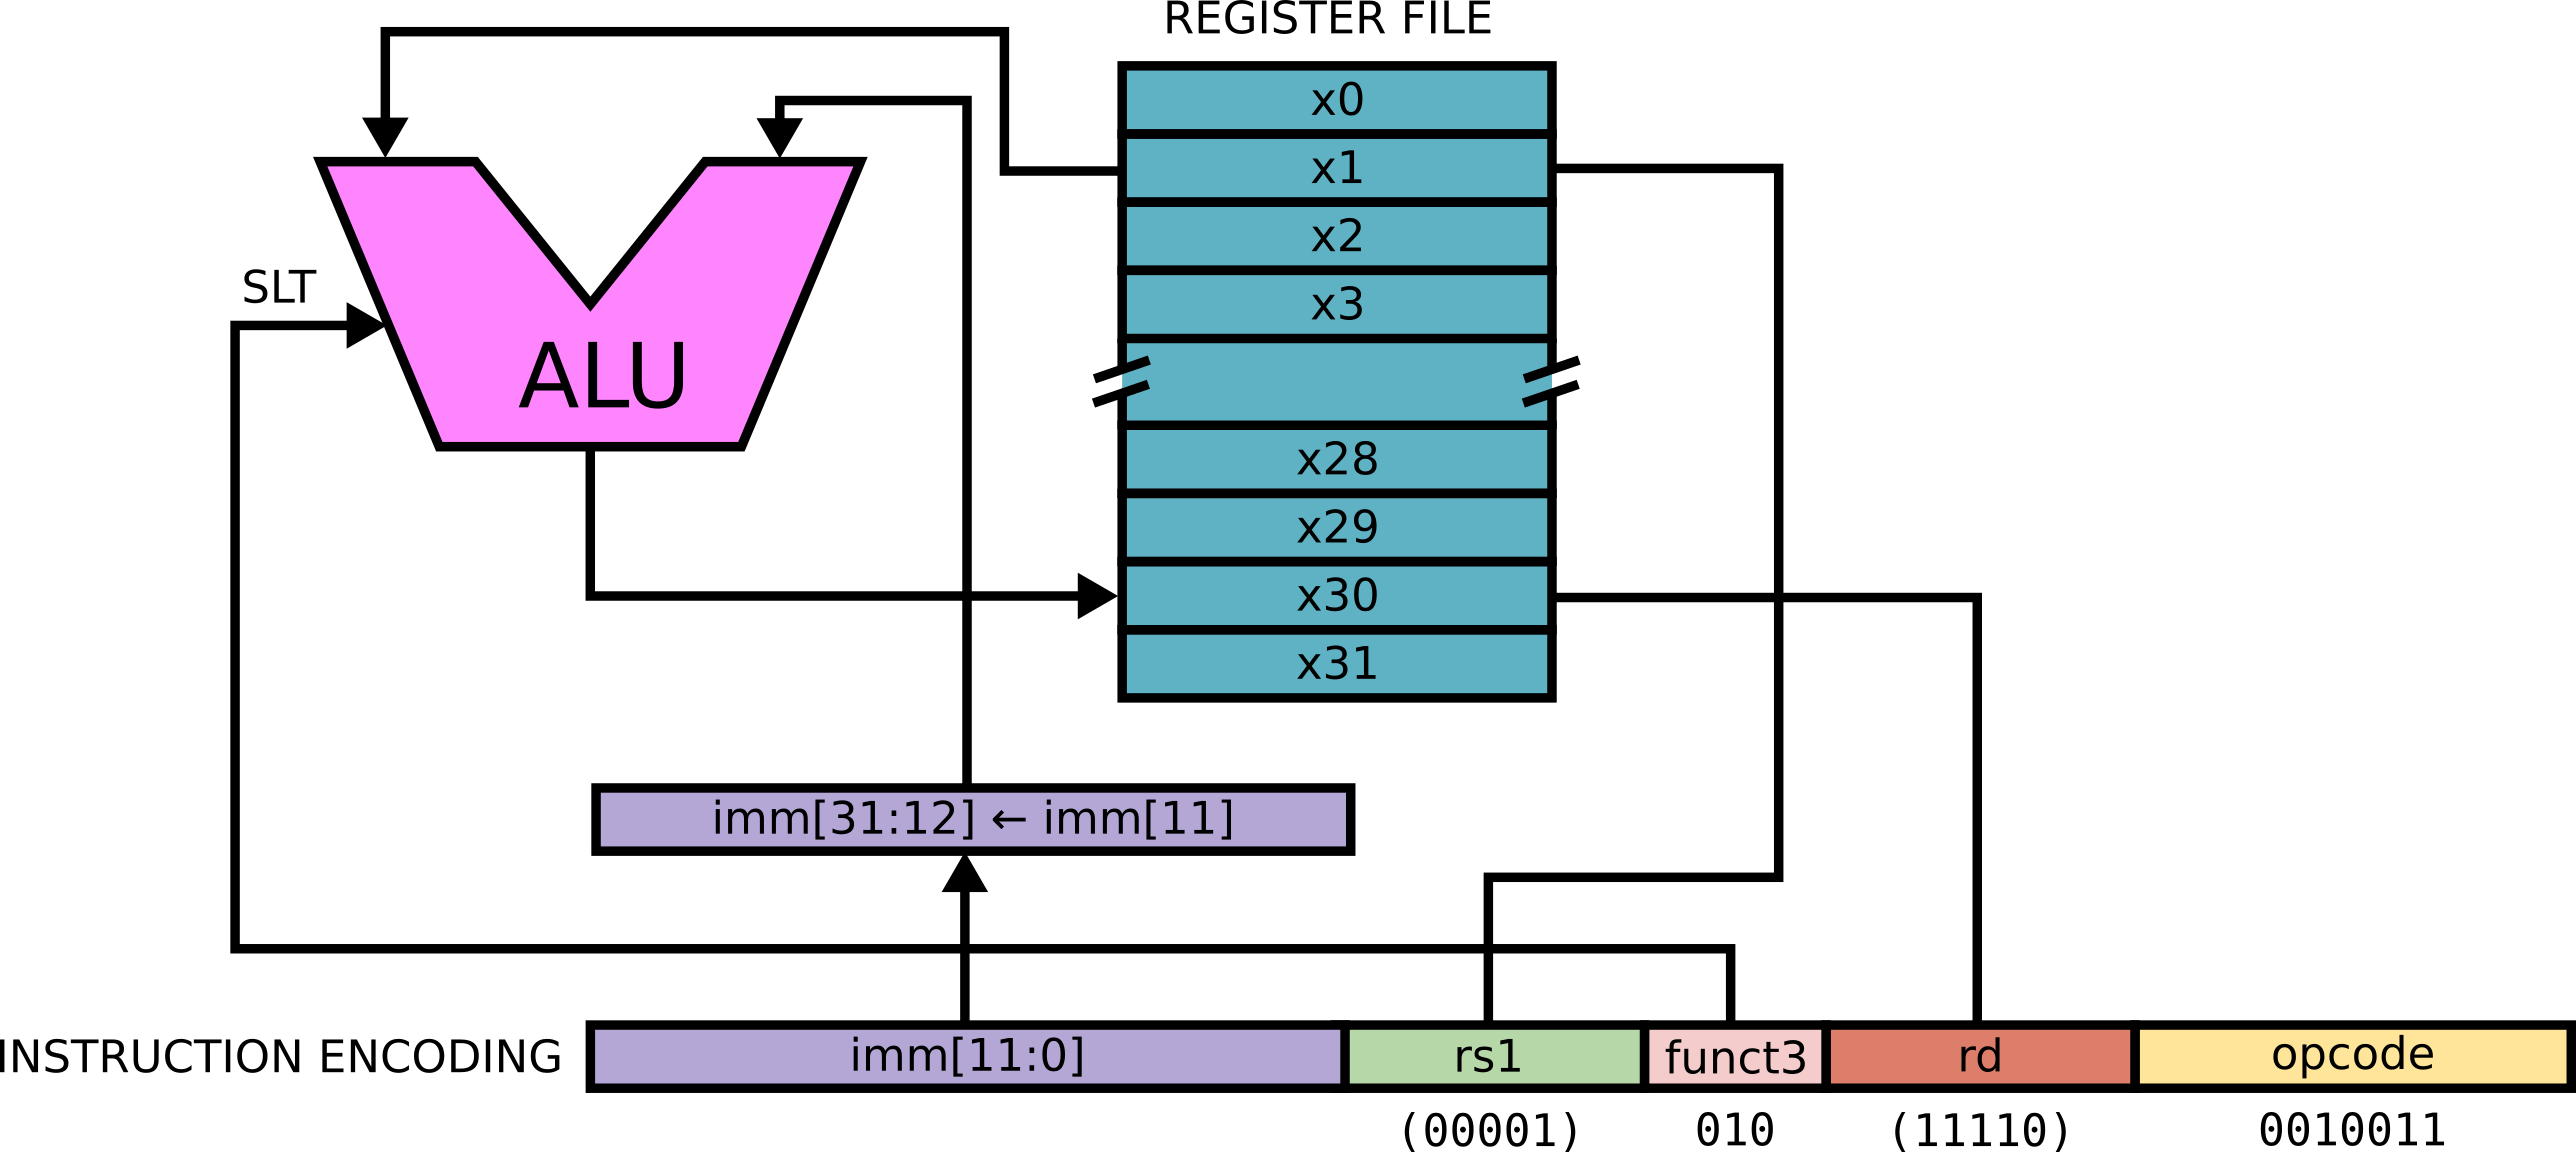 REGISTER FILE
x0
x1
x2
x3
SLT
ALU
x28
x29
x30
x31
imm[31:12] ← imm[11]
INSTRUCTION ENCODING imm[11:0] rs1 funct3 rd opcode
(00001) 010 (11110) 0010011